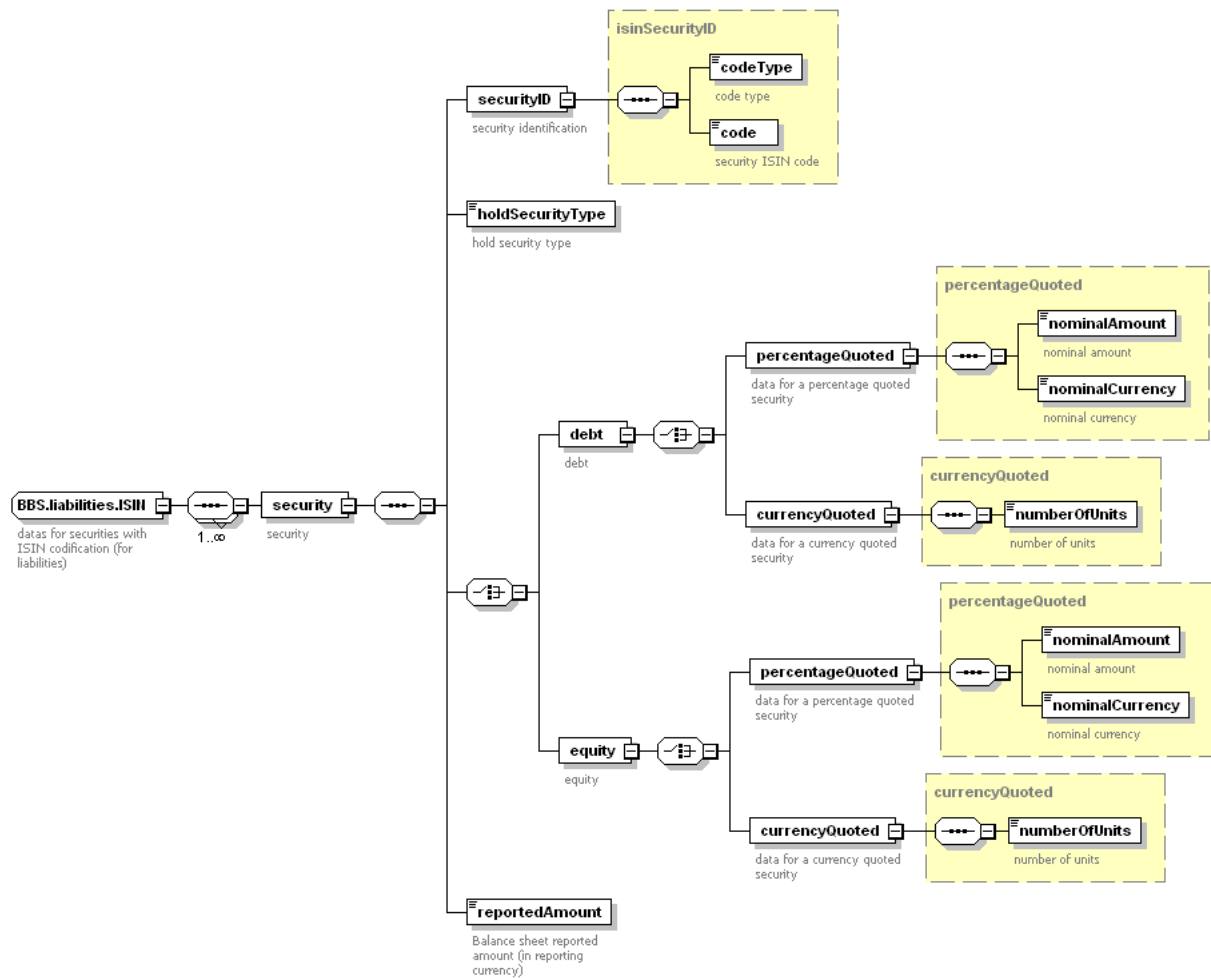 isinSecurityID
codeType
code type
securityID
security identification
code
security ISIN code
holdSecurityType
hold security type
percentageQuoted
nominalAmount
nominal amount
percentageQuoted
data for a percentage quoted
security
nominalCurrency
nominal currency
debt
debt
currencyQuoted
currencyQuoted
data for a currency quoted
security
numberOfUnits
number of units
BBS.liabilities.ISIN
datas for securities with
ISIN codification (for
liabilities)
1..∞
security
security
percentageQuoted
nominalAmount
nominal amount
percentageQuoted
data for a percentage quoted
security
nominalCurrency
nominal currency
equity
equity
currencyQuoted
currencyQuoted
data for a currency quoted
security
numberOfUnits
number of units
reportedAmount
Balance sheet reported
amount (in reporting
currency)